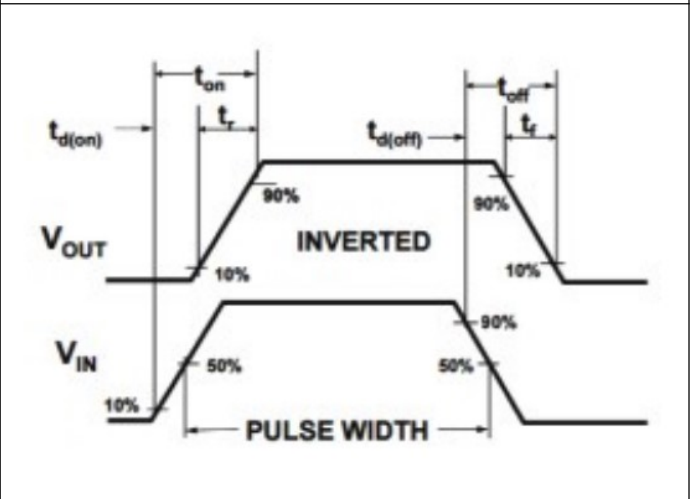 ton
toff
tr
tf
td(on)
td(off)
90%
90%
VOUT
INVERTED
10%
10%
90%
VIN
50%
50%
10%
PULSE WIDTH